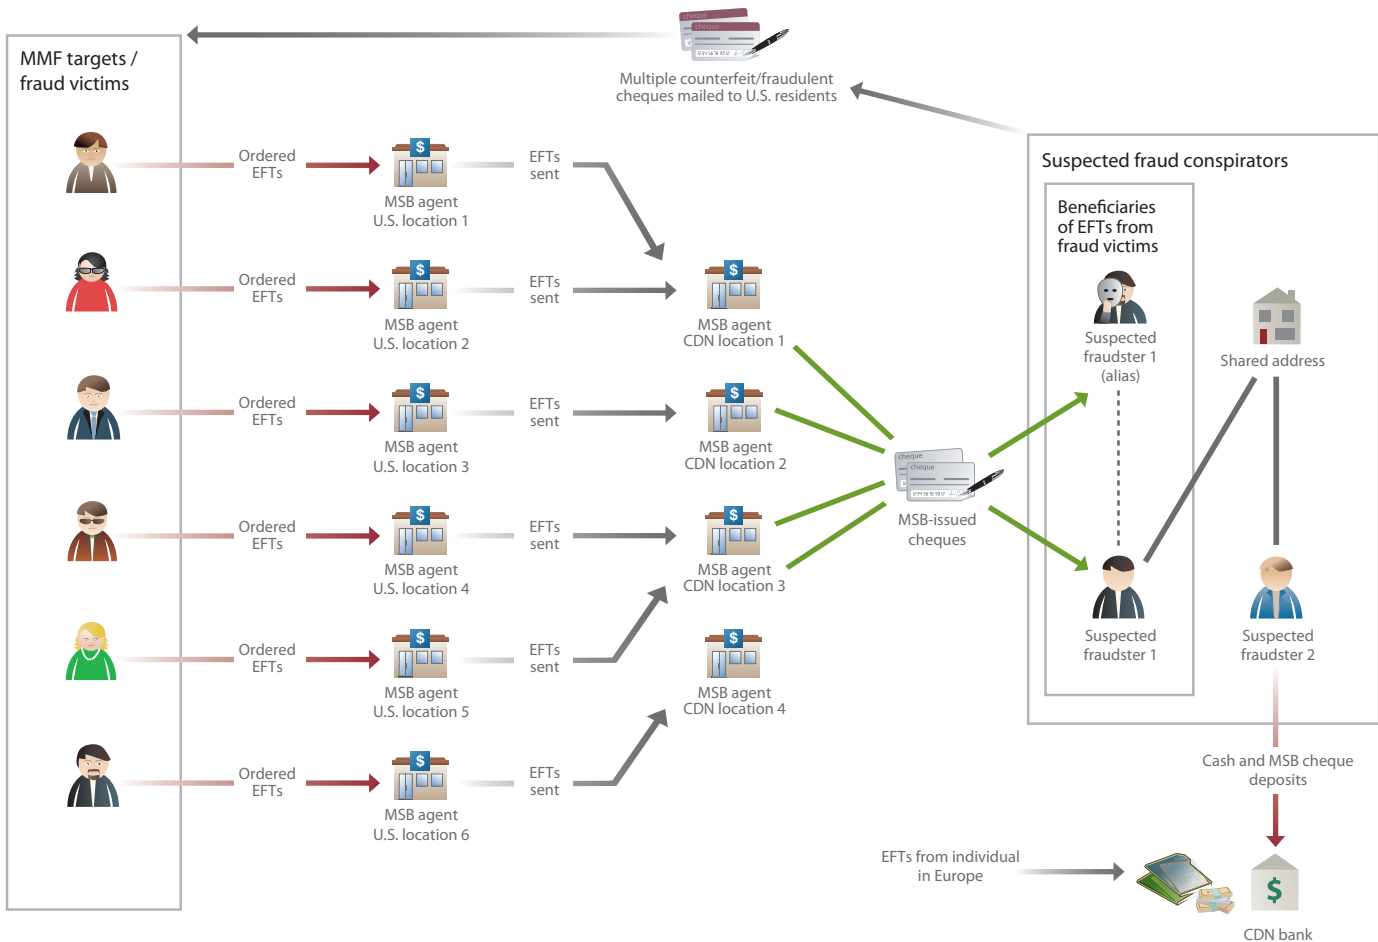 cheque
cheque
Multiple counterfeit/fraudulent
cheques mailed to U.S. residents
MMF targets /
fraud victims
Ordered
EFTs
$
MSB agent
U.S. location 1
EFTs
sent
Ordered
EFTs
$
MSB agent
U.S. location 2
EFTs
sent
$
MSB agent
CDN location 1
Ordered
EFTs
$
MSB agent
U.S. location 3
EFTs
sent
$
MSB agent
CDN location 2
Ordered
EFTs
$
MSB agent
U.S. location 4
EFTs
sent
$
MSB agent
CDN location 3
Ordered
EFTs
$
MSB agent
U.S. location 5
EFTs
sent
$
MSB agent
CDN location 4
Ordered
EFTs
$
MSB agent
U.S. location 6
EFTs
sent
cheque
cheque
MSB-issued
cheques
Suspected fraud conspirators
Beneficiaries
of EFTs from
fraud victims
Suspected
fraudster 1
(alias)
Shared address
Suspected
fraudster 1
Suspected
fraudster 2
Cash and MSB cheque
deposits
EFTs from individual
in Europe
$
CDN bank